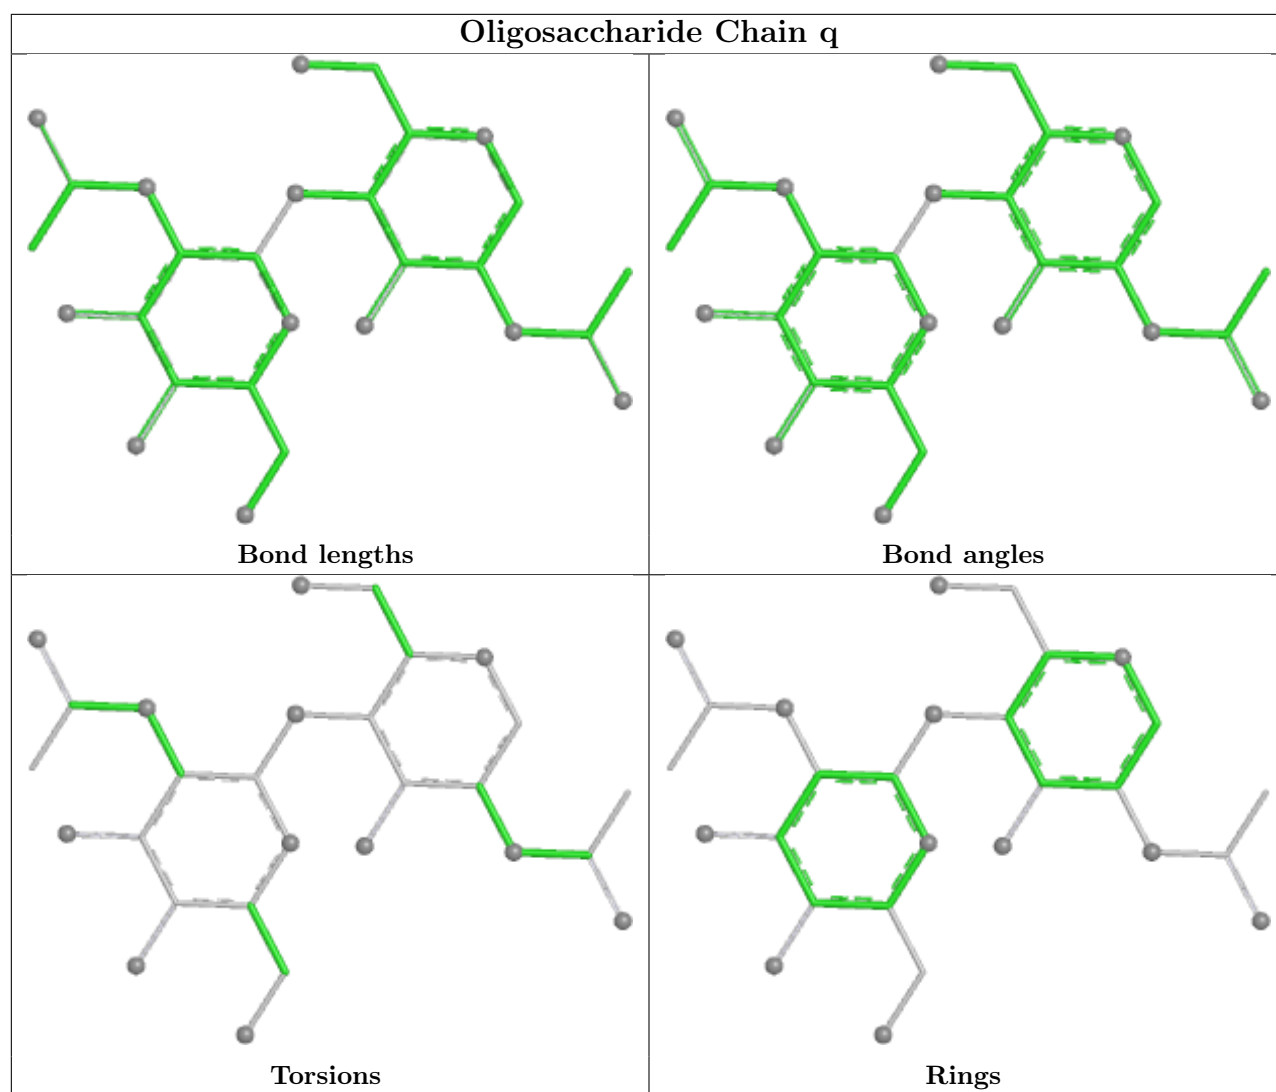 Oligosaccharide Chain q
Bond lengths
Bond angles
Torsions
Rings